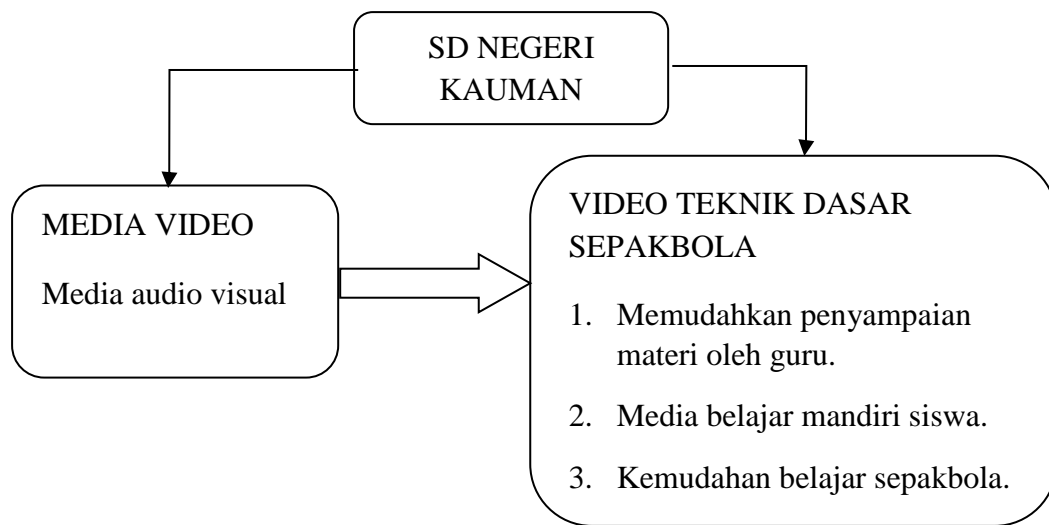 SD NEGERI
KAUMAN
MEDIA VIDEO
Media audio visual
VIDEO TEKNIK DASAR
SEPAKBOLA
1. Memudahkan penyampaian
materi oleh guru.
2. Media belajar mandiri siswa.
3. Kemudahan belajar sepakbola.